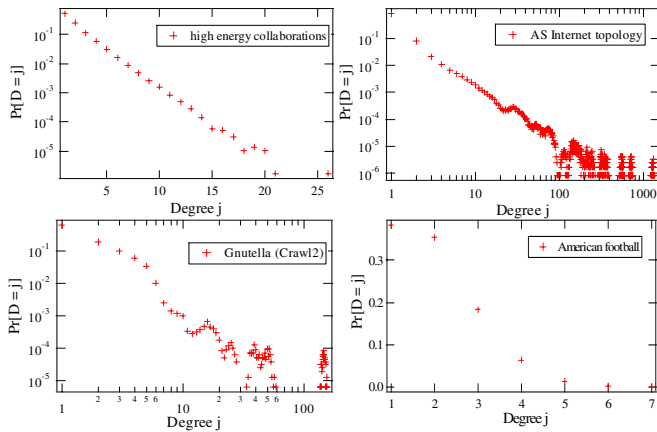 high energy collaborations
Pr[D = j]
10^-1
10^-2
10^-3
10^-4
10^-5
5 10 15 20 25
Degree j
AS Internet topology
Pr[D = j]
10^-1
10^-2
10^-3
10^-4
10^-5
10^-6
1 10 100 1000
Degree j
Gnutella (Crawl2)
Pr[D = j]
10^-1
10^-2
10^-3
10^-4
10^-5
1 2 3 4 5 6 10 2 3 4 5 6 100
Degree j
American football
Pr[D = j]
0.3
0.2
0.1
0.0
1 2 3 4 5 6 7
Degree j